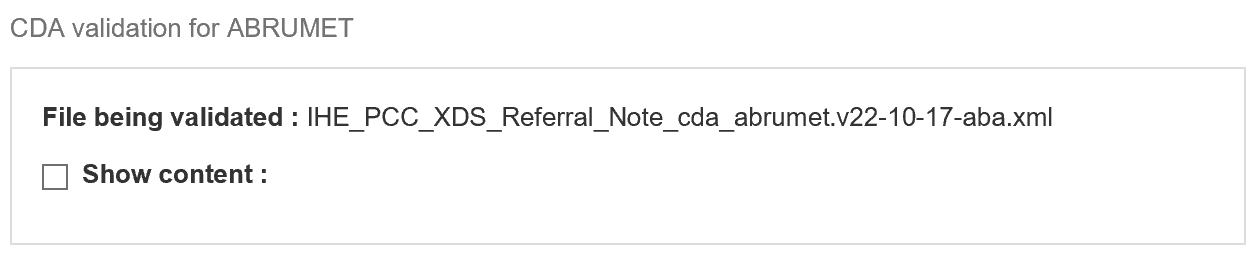 CDA validation for ABRUMET
File being validated : IHE_PCC_XDS_Referral_Note_cda_abrumet.v22-10-17-aba.xml
Show content :